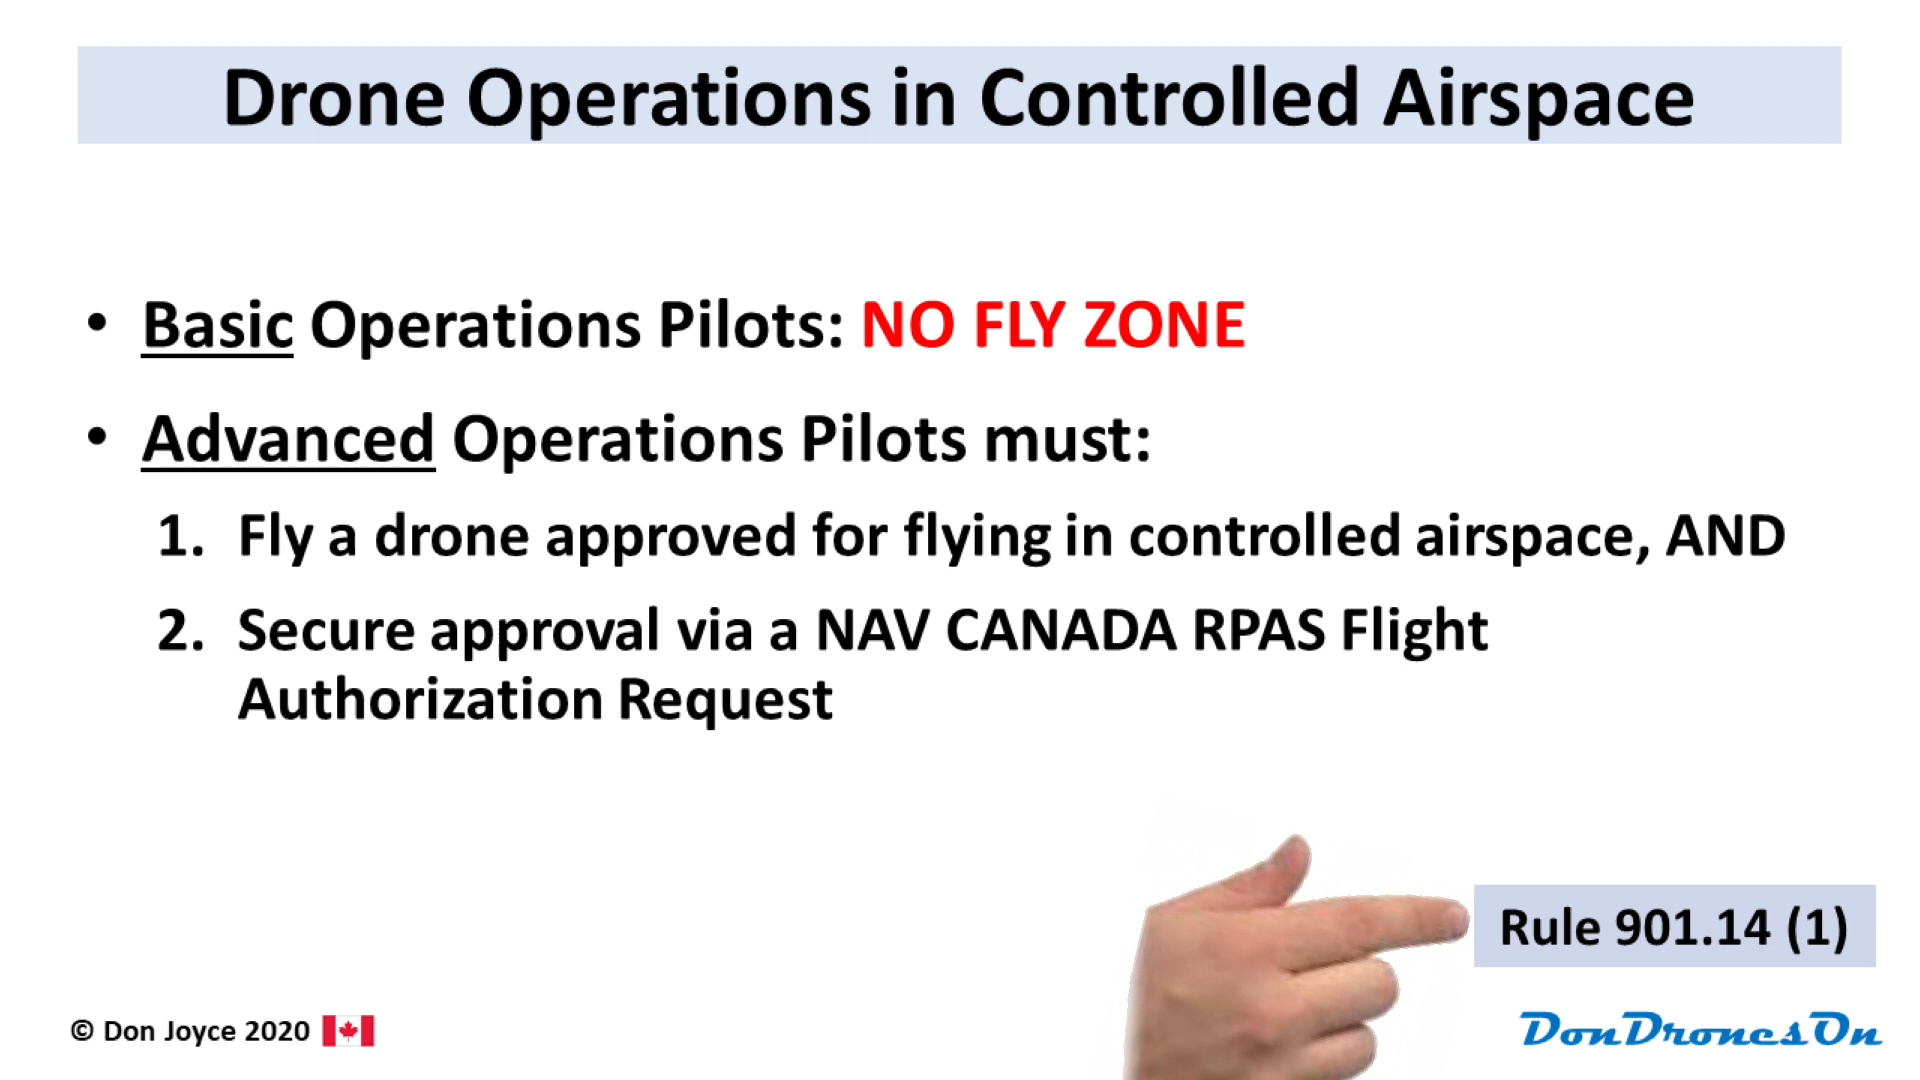 Drone Operations in Controlled Airspace
• Basic Operations Pilots: NO FLY ZONE
• Advanced Operations Pilots must:
1. Fly a drone approved for flying in controlled airspace, AND
2. Secure approval via a NAV CANADA RPAS Flight
Authorization Request
Rule 901.14 (1)
© Don Joyce 2020
DonDronesOn